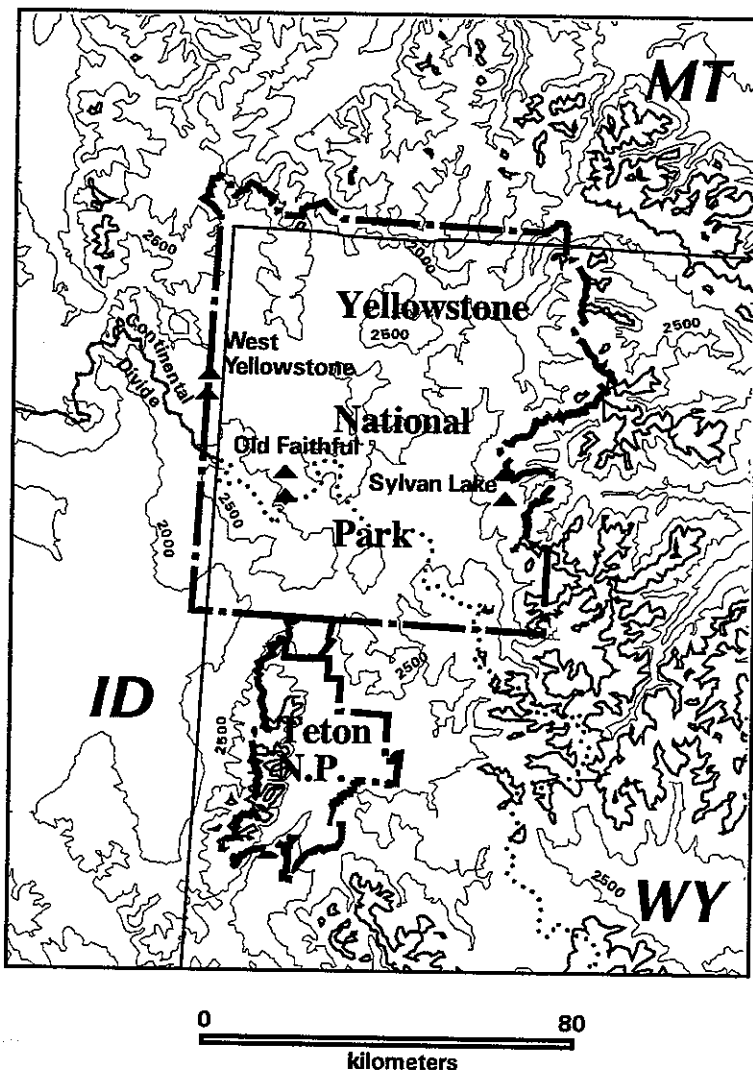 MT
2500
2000
Yellowstone
2500
2500
Continental
Divide
West
Yellowstone
National
Old Faithful
Sylvan Lake
2500
2000
Park
2500
ID
2500
Teton
N.P.
2500
WY
0 80
kilometers